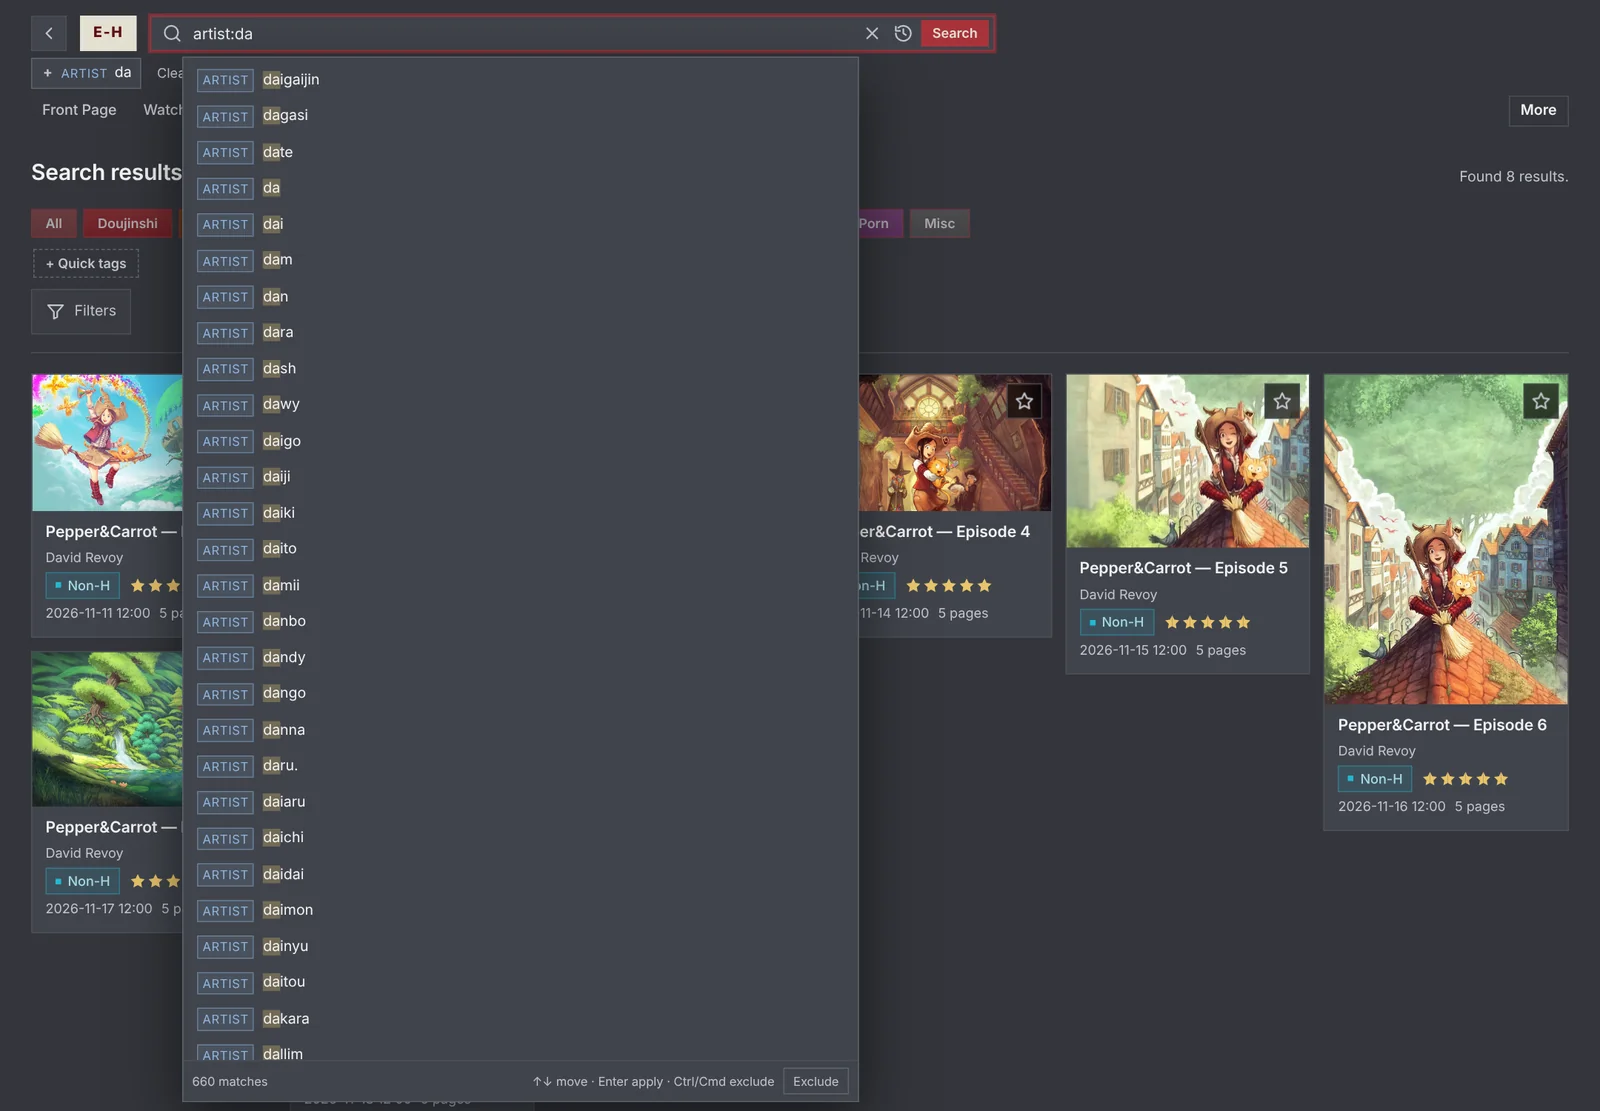 E-H
artist:da
Search
+ ARTIST da
Clea
Front Page
Watch
More
Search results
Found 8 results.
All
Doujinshi
Porn
Misc
+ Quick tags
Filters
ARTIST daigaijin
ARTIST dagasi
ARTIST date
ARTIST da
ARTIST dai
ARTIST dam
ARTIST dan
ARTIST dara
ARTIST dash
ARTIST dawy
ARTIST daigo
ARTIST daiji
ARTIST daiki
ARTIST daito
ARTIST damii
ARTIST danbo
ARTIST dandy
ARTIST dango
ARTIST danna
ARTIST daru.
ARTIST daiaru
ARTIST daichi
ARTIST daidai
ARTIST daimon
ARTIST dainyu
ARTIST daitou
ARTIST dakara
ARTIST dallim
660 matches
↑↓ move · Enter apply · Ctrl/Cmd exclude
Exclude
Pepper&Carrot —
David Revoy
Non-H
2026-11-11 12:00 5 pa
er&Carrot — Episode 4
Revoy
n-H
11-14 12:00 5 pages
Pepper&Carrot — Episode 5
David Revoy
Non-H
2026-11-15 12:00 5 pages
Pepper&Carrot — Episode 6
David Revoy
Non-H
2026-11-16 12:00 5 pages
Pepper&Carrot —
David Revoy
Non-H
2026-11-17 12:00 5 p